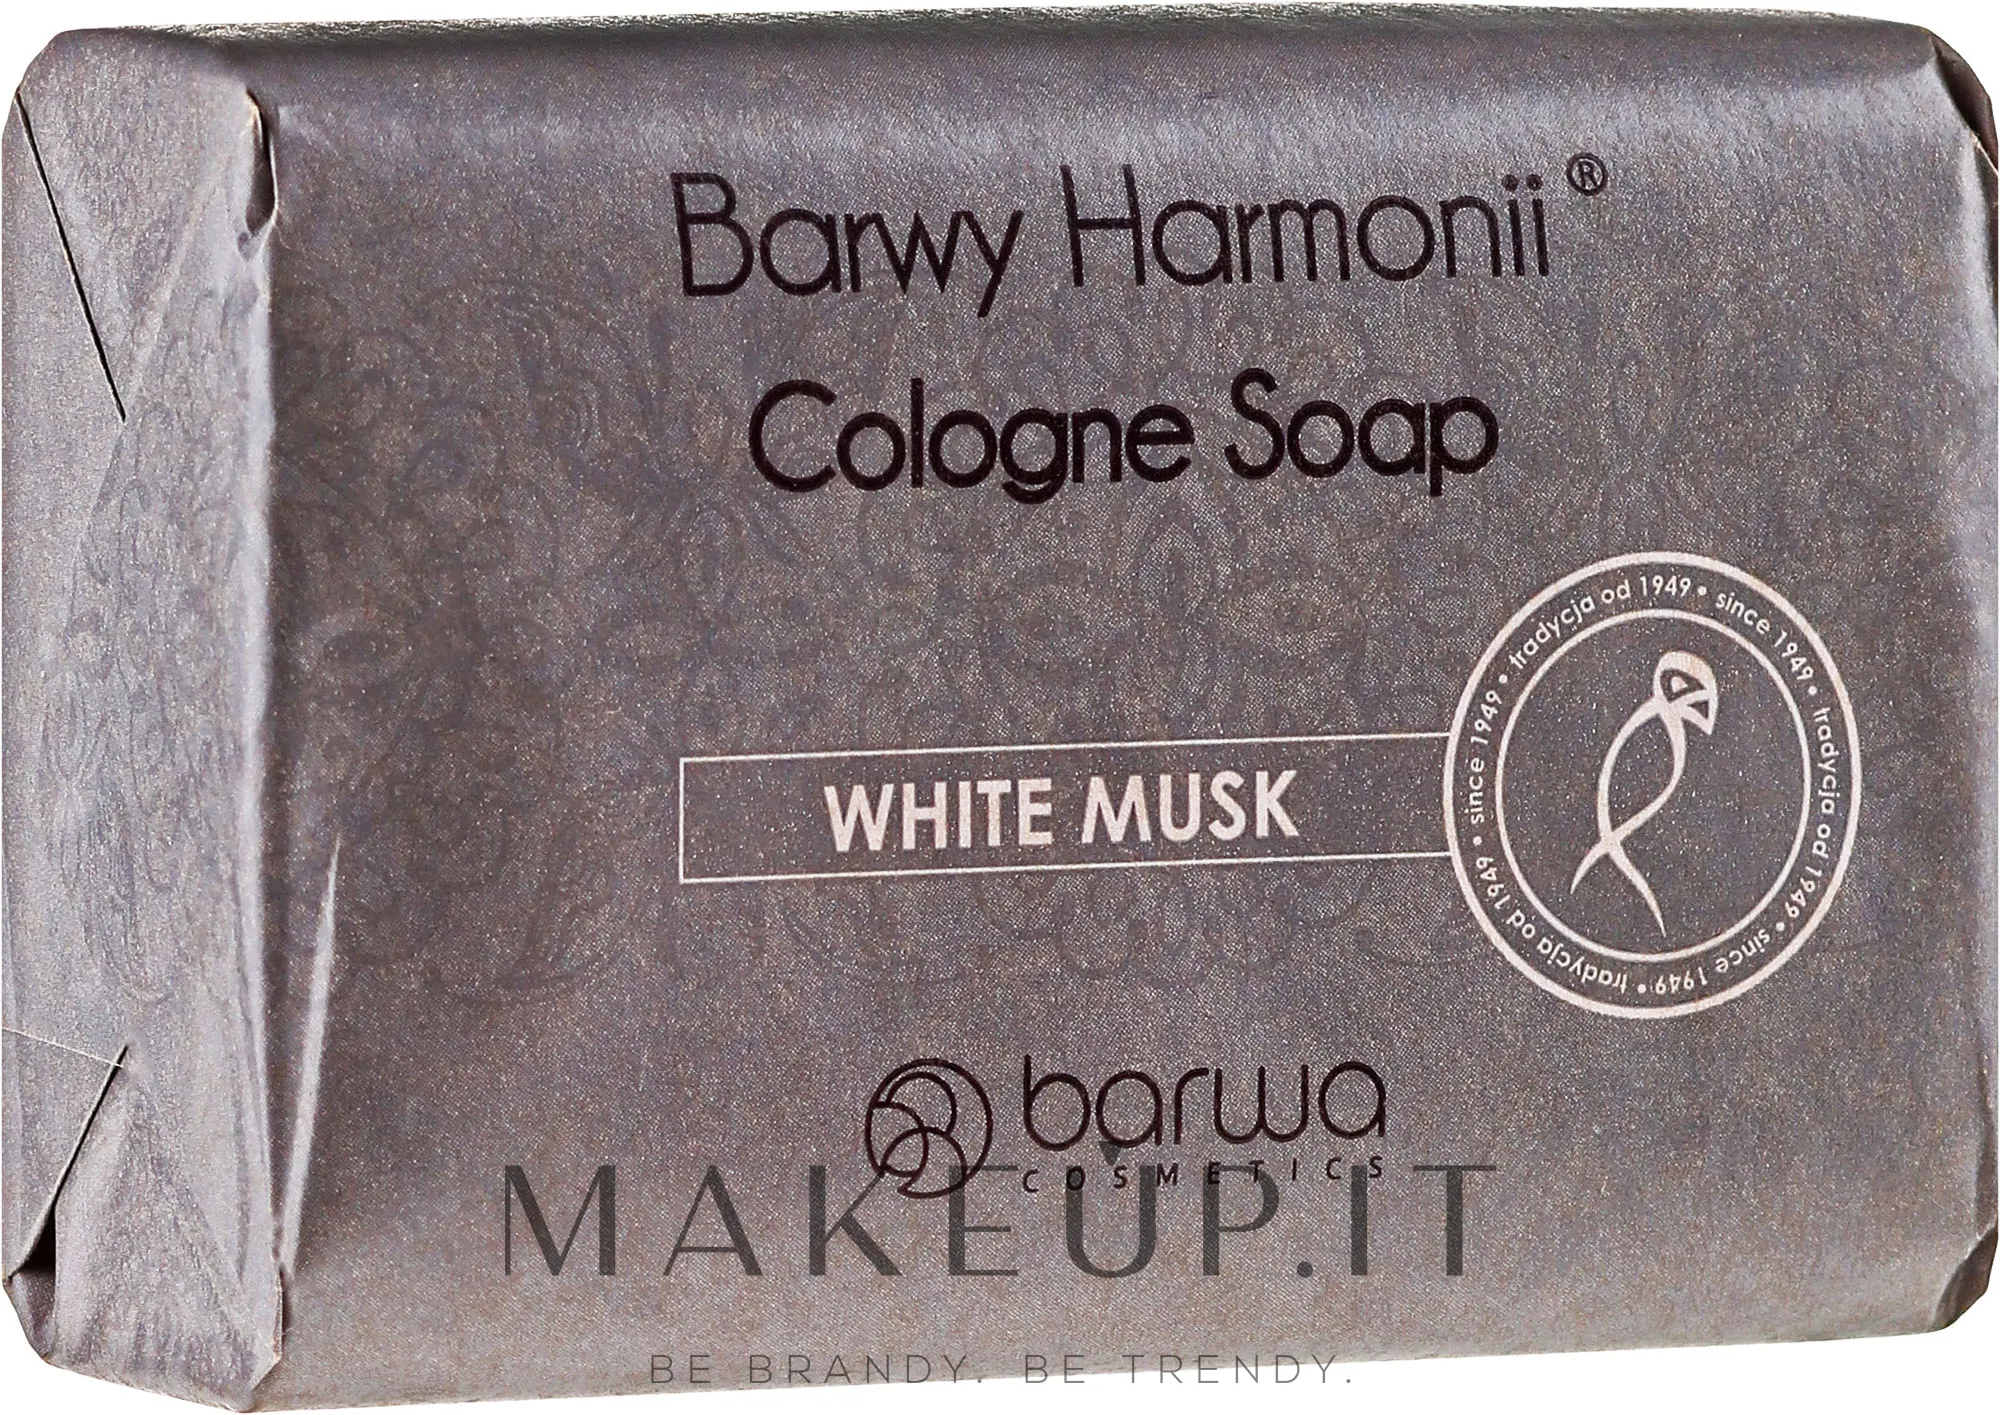 Barwy Harmonii®
Cologne Soap
WHITE MUSK
tradycja od 1949 • since 1949 • tradycja od 1949 • since 1949 • tradycja od 1949 • since 1949 •
barwa
COSMETICS
MAKEUP.IT
BE BRANDY. BE TRENDY.